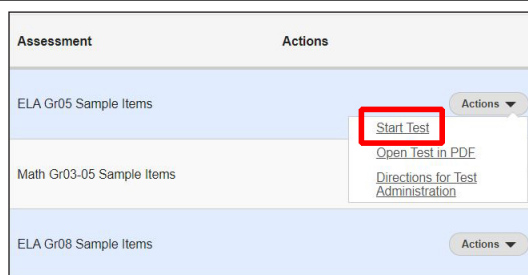 Assessment Actions
ELA Gr05 Sample Items Actions
Start Test
Open Test in PDF
Math Gr03-05 Sample Items
Directions for Test
Administration
ELA Gr08 Sample Items Actions